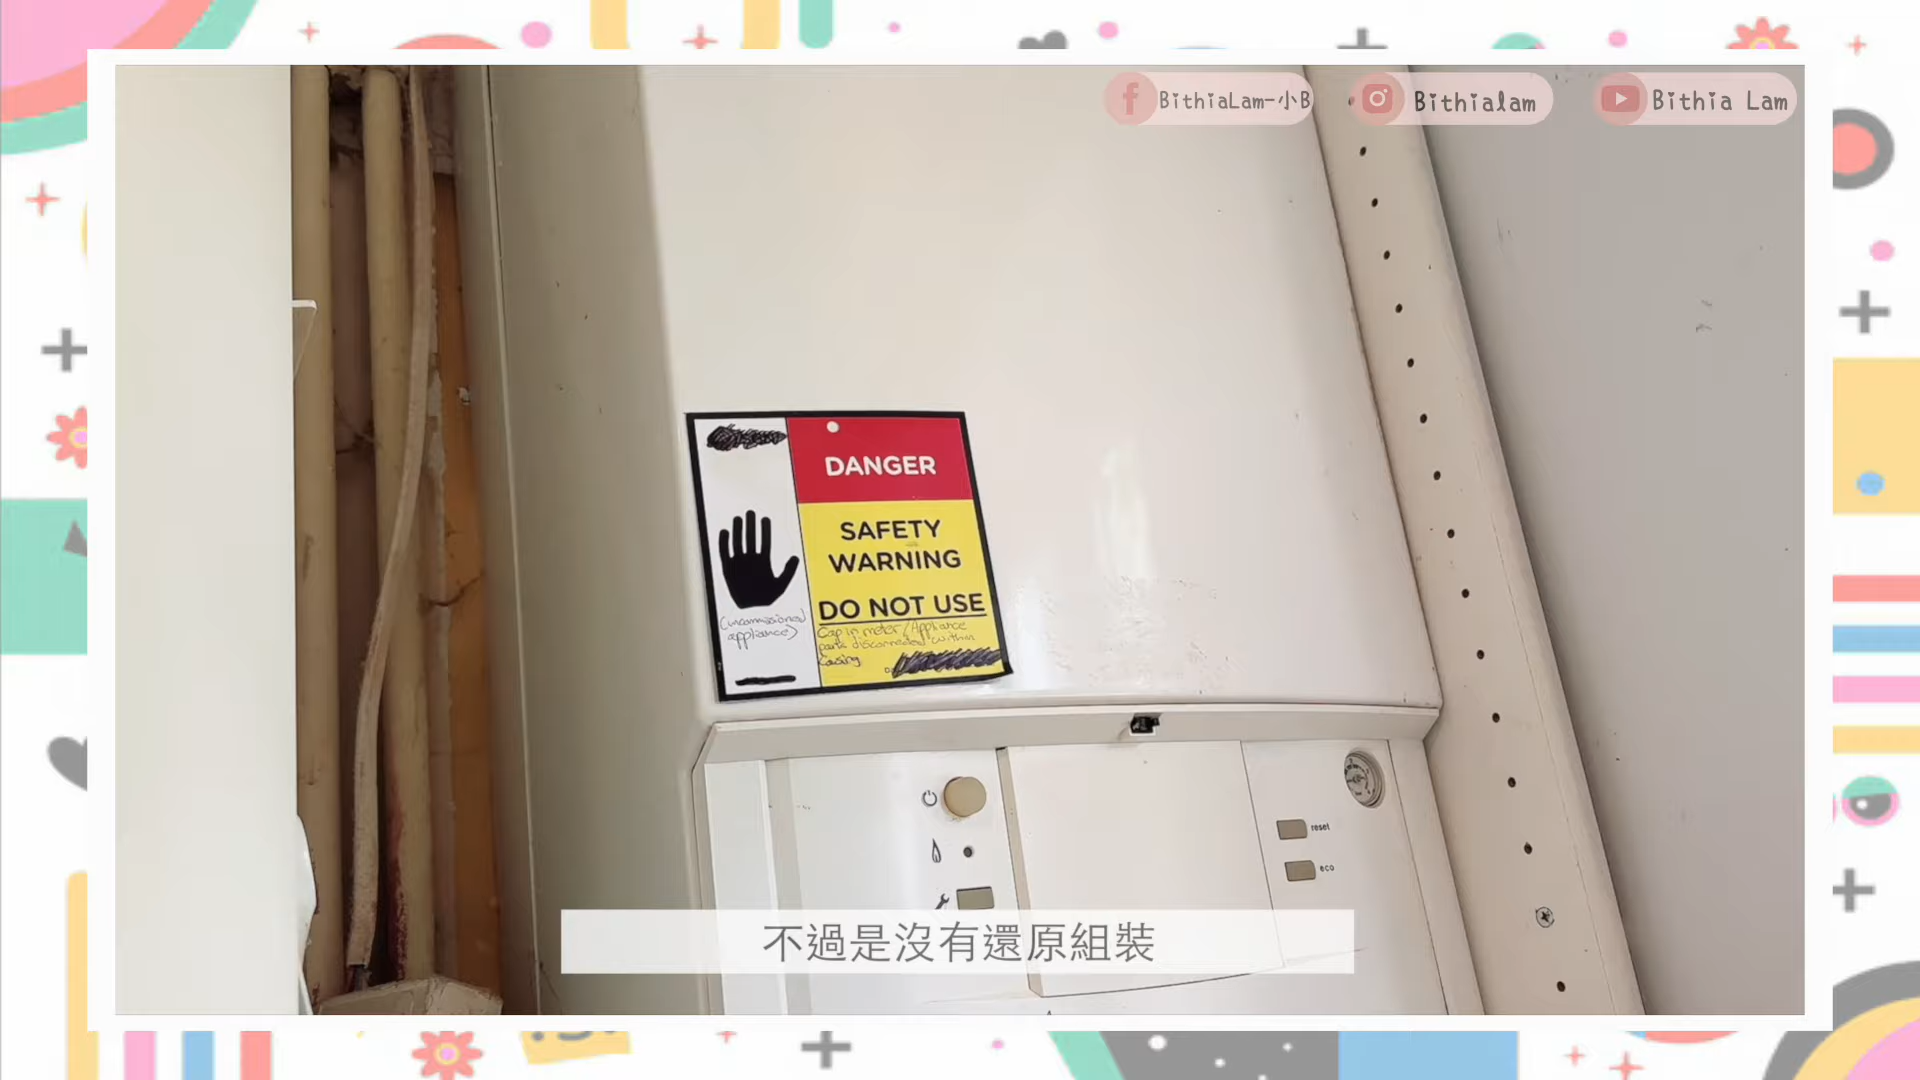 BithiaLam-小B
Bithialam
Bithia Lam
DANGER
SAFETY
WARNING
DO NOT USE
(uncommissioned
appliance)
Cap in meter/Appliance
parts disconnected within
Casing
reset
eco
不過是沒有還原組裝